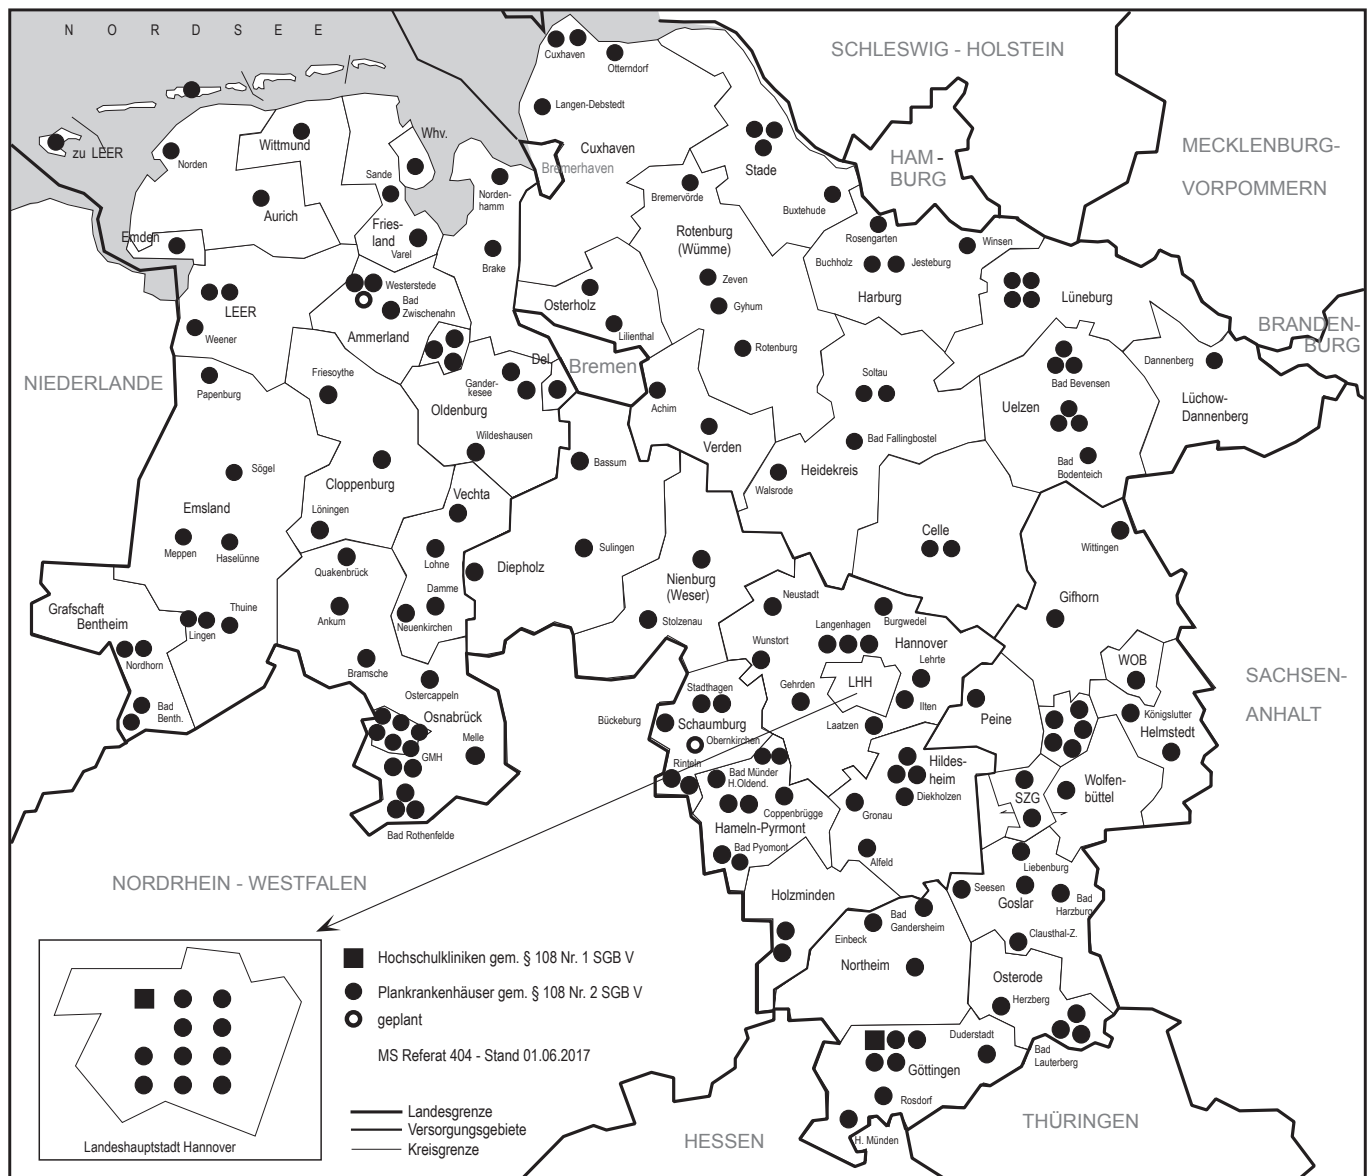 N O R D S E E
SCHLESWIG - HOLSTEIN
MECKLENBURG-
VORPOMMERN
HAM -
BURG
Cuxhaven
Otterndorf
Langen-Debstedt
Cuxhaven
Bremerhaven
Stade
Bremervörde
Buxtehude
zu LEER
Norden
Wittmund
Whv.
Sande
Norden-
hamm
Aurich
Fries-
land
Varel
Emden
Brake
Rotenburg
(Wümme)
Rosengarten
Winsen
Buchholz
Jesteburg
Harburg
Zeven
Gyhum
Rotenburg
Lüneburg
BRANDEN-
BURG
LEER
Weener
Westerstede
Bad
Zwischenahn
Ammerland
Osterholz
Lilienthal
Bremen
Del.
Gander-
kesee
Oldenburg
Wildeshausen
NIEDERLANDE
Papenburg
Friesoythe
Achim
Verden
Soltau
Bad Fallingbostel
Heidekreis
Walsrode
Bad Bevensen
Uelzen
Bad
Bodenteich
Dannenberg
Lüchow-
Dannenberg
Bassum
Sögel
Cloppenburg
Vechta
Emsland
Löningen
Meppen
Haselünne
Quakenbrück
Lohne
Damme
Neuenkirchen
Ankum
Diepholz
Sulingen
Nienburg
(Weser)
Stolzenau
Celle
Wittingen
Gifhorn
Grafschaft
Bentheim
Nordhorn
Lingen
Thuine
Bad
Benth.
Bramsche
Ostercappeln
Osnabrück
GMH
Melle
Bad Rothenfelde
Neustadt
Burgwedel
Langenhagen
Hannover
Wunstort
Lehrte
LHH
Gehrden
Ilten
Laatzen
Peine
WOB
Königslutter
Helmstedt
SACHSEN-
ANHALT
Stadthagen
Bückeburg
Schaumburg
Obernkirchen
Rinteln
Bad Münder
H.Oldend.
Coppenbrügge
Hameln-Pyrmont
Bad Pyomont
Hildes-
heim
Diekholzen
Gronau
Alfeld
SZG
Wolfen-
büttel
Liebenburg
Seesen
Goslar
Bad
Harzburg
Clausthal-Z.
Holzminden
Einbeck
Bad
Gandersheim
Northeim
Osterode
Herzberg
Bad
Lauterberg
Duderstadt
Göttingen
Rosdorf
H. Münden
NORDRHEIN - WESTFALEN
HESSEN
THÜRINGEN
Hochschulkliniken gem. § 108 Nr. 1 SGB V
Plankrankenhäuser gem. § 108 Nr. 2 SGB V
geplant
MS Referat 404 - Stand 01.06.2017
Landesgrenze
Versorgungsgebiete
Kreisgrenze
Landeshauptstadt Hannover